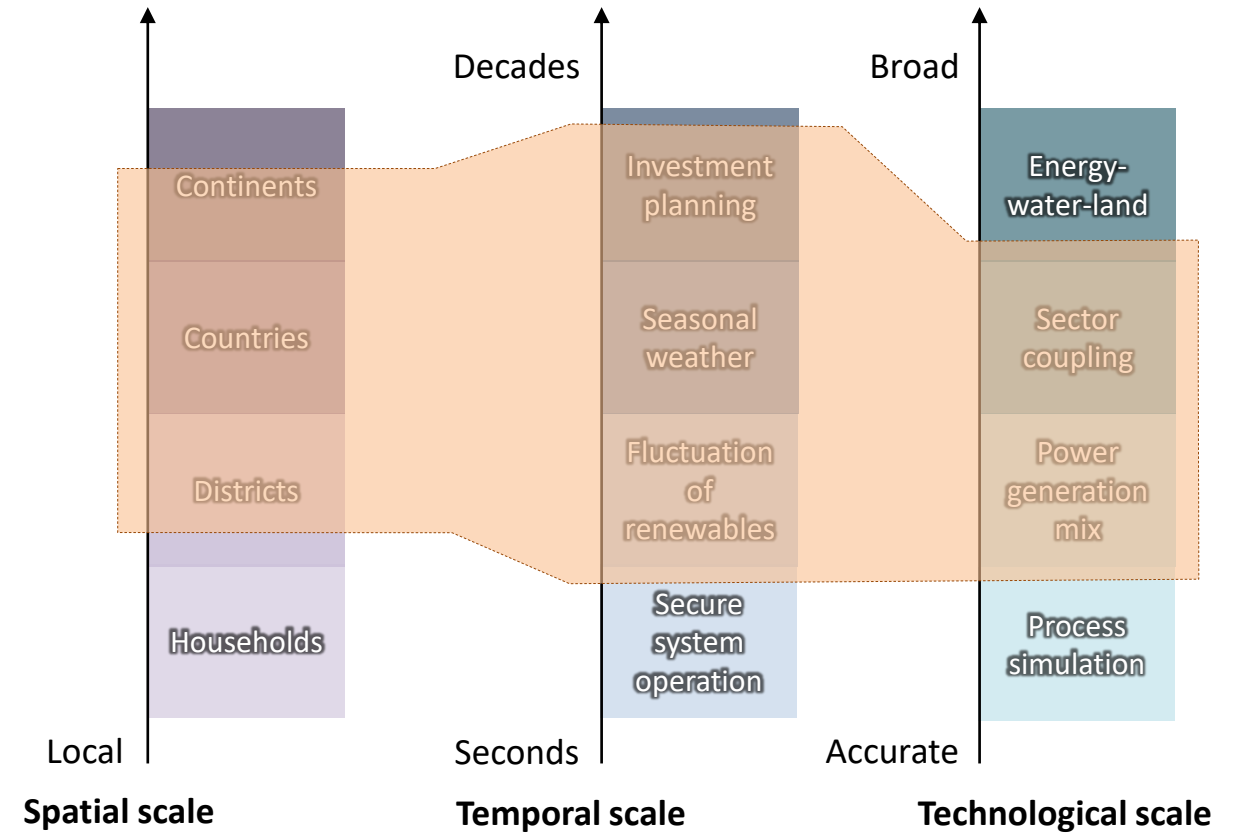 Decades
Broad
Continents
Investment
planning
Energy-
water-land
Countries
Seasonal
weather
Sector
coupling
Districts
Fluctuation
of
renewables
Power
generation
mix
Households
Secure
system
operation
Process
simulation
Local
Seconds
Accurate
Spatial scale
Temporal scale
Technological scale